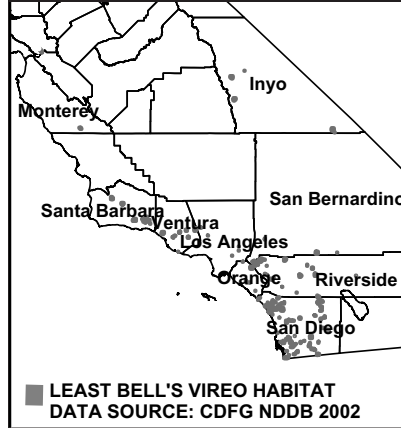 Inyo
Monterey
San Bernardino
Santa Barbara
Ventura
Los Angeles
Orange
Riverside
San Diego
LEAST BELL'S VIREO HABITAT
DATA SOURCE: CDFG NDDB 2002